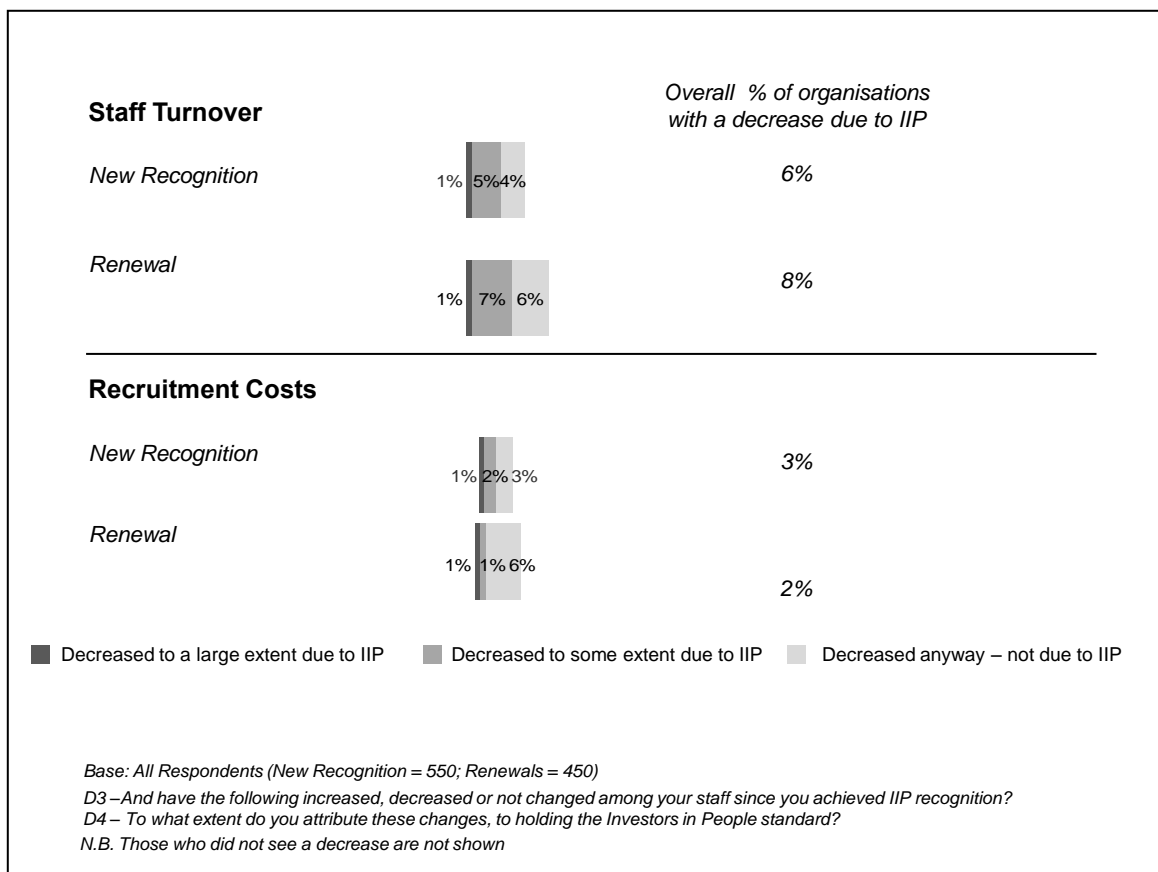 Overall % of organisations
with a decrease due to IIP
Staff Turnover
New Recognition
1% 5% 4%
6%
Renewal
1% 7% 6%
8%
Recruitment Costs
New Recognition
1% 2% 3%
3%
Renewal
1% 1% 6%
2%
Decreased to a large extent due to IIP Decreased to some extent due to IIP Decreased anyway – not due to IIP
Base: All Respondents (New Recognition = 550; Renewals = 450)
D3 –And have the following increased, decreased or not changed among your staff since you achieved IIP recognition?
D4 – To what extent do you attribute these changes, to holding the Investors in People standard?
N.B. Those who did not see a decrease are not shown